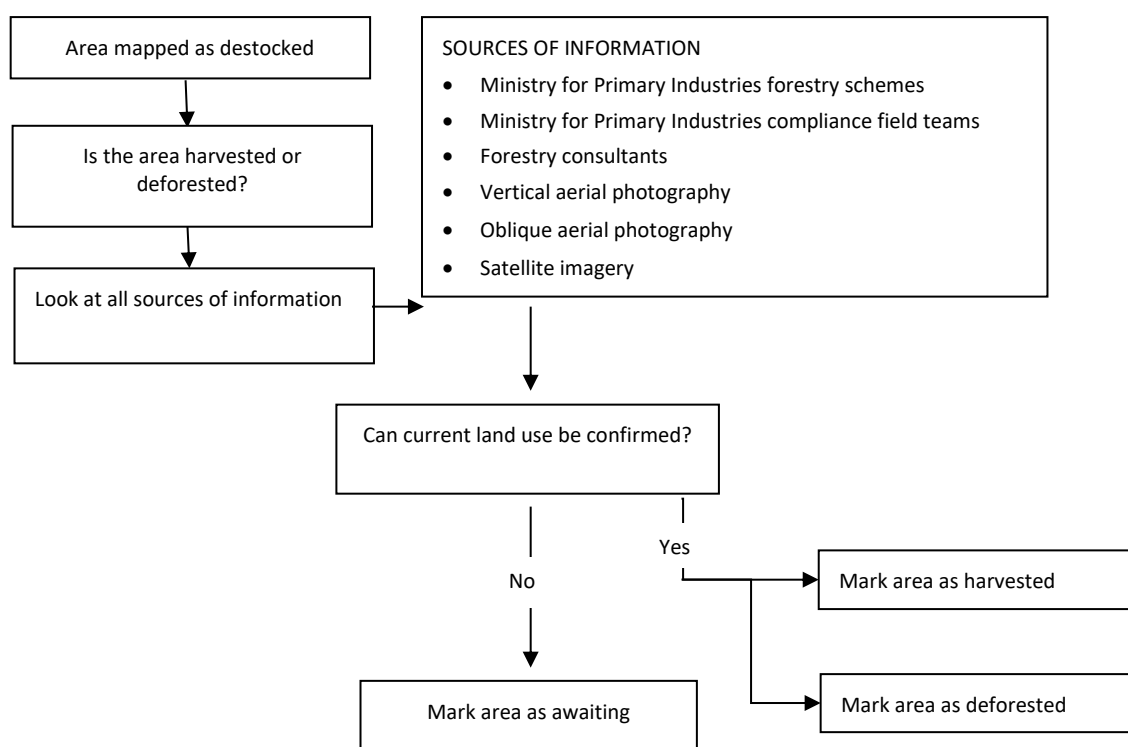 Area mapped as destocked
Is the area harvested or
deforested?
Look at all sources of information
SOURCES OF INFORMATION
• Ministry for Primary Industries forestry schemes
• Ministry for Primary Industries compliance field teams
• Forestry consultants
• Vertical aerial photography
• Oblique aerial photography
• Satellite imagery
Can current land use be confirmed?
Yes
No
Mark area as harvested
Mark area as deforested
Mark area as awaiting